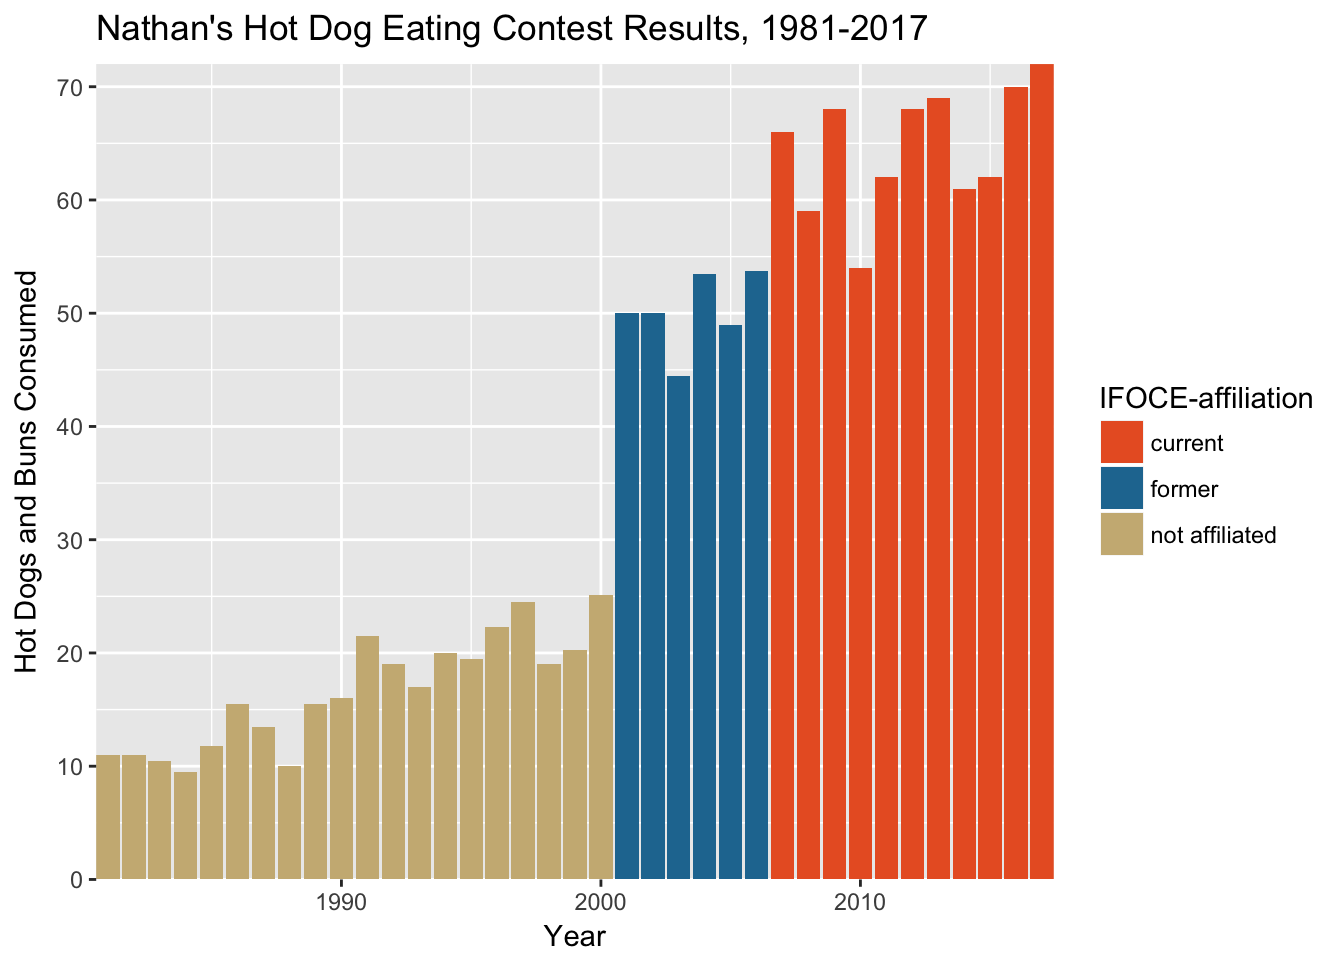 Nathan's Hot Dog Eating Contest Results, 1981-2017
Hot Dogs and Buns Consumed
70
60
50
40
30
20
10
0
1990 2000 2010
Year
IFOCE-affiliation
current
former
not affiliated